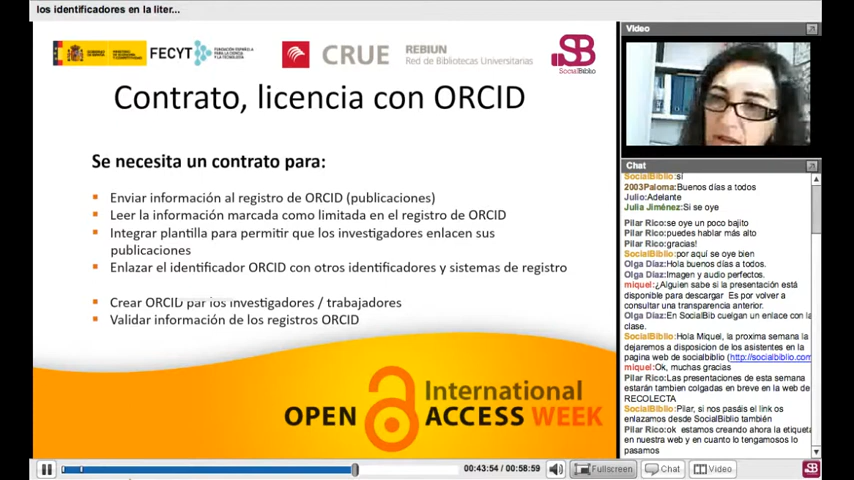 los identificadores en la liter...
FECYT
CRUE
REBIUN
Red de Bibliotecas Universitarias
SB
SocialBiblio
Contrato, licencia con ORCID
Se necesita un contrato para:
Enviar información al registro de ORCID (publicaciones)
Leer la información marcada como limitada en el registro de ORCID
Integrar plantilla para permitir que los investigadores enlacen sus
publicaciones
Enlazar el identificador ORCID con otros identificadores y sistemas de registro
Crear ORCID par los investigadores / trabajadores
Validar información de los registros ORCID
International
OPEN ACCESS WEEK
Video
Chat
SocialBiblio:si
2003Paloma:Buenos días a todos
Julio:Adelante
Julia Jiménez:Si se oye
Pilar Rico:se oye un poco bajito
Pilar Rico:puedes hablar más alto
Pilar Rico:gracias!
SocialBiblio:por aquí se oye bien
Olga Díaz:Hola buenos días a todos.
Olga Díaz:Imagen y audio perfectos.
miquel:¿Alguien sabe si la presentación está
disponible para descargar Es por volver a
consultar una transparencia anterior.
Olga Díaz:En SocialBib cuelgan un enlace con la
clase.
SocialBiblio:Hola Miquel, la proxima semana la
dejaremos a disposicion de los asistentes en la
pagina web de socialbiblio (http://socialbiblio.com
miquel:Ok, muchas gracias
Pilar Rico:Las presentaciones de esta semana
estarán tambien colgadas en breve en la web de
RECOLECTA
SocialBiblio:Pilar, si nos pasáis el link os
enlazamos desde SocialBiblio también
Pilar Rico:ok estamos creando ahora la etiqueta
en nuestra web y en cuanto lo tengamoso lo
pasamos
00:43:54 / 00:58:59
Fullscreen
Chat
Video
SB